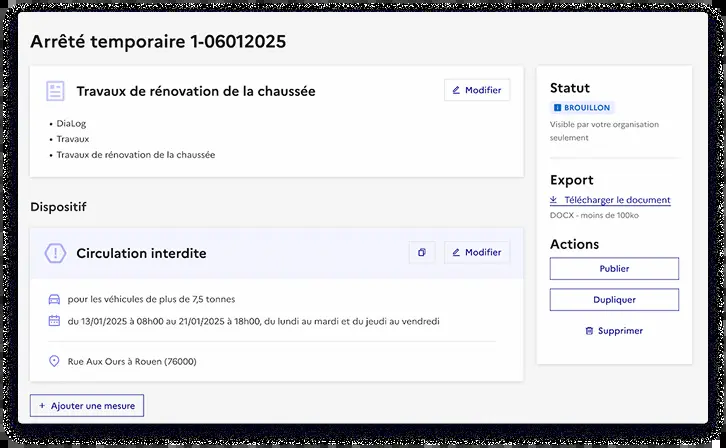 Arrêté temporaire 1-06012025
Travaux de rénovation de la chaussée
Modifier
• DiaLog
• Travaux
• Travaux de rénovation de la chaussée
Dispositif
Circulation interdite
Modifier
pour les véhicules de plus de 7,5 tonnes
du 13/01/2025 à 08h00 au 21/01/2025 à 18h00, du lundi au mardi et du jeudi au vendredi
Rue Aux Ours à Rouen (76000)
+ Ajouter une mesure
Statut
BROUILLON
Visible par votre organisation
seulement
Export
Télécharger le document
DOCX - moins de 100ko
Actions
Publier
Dupliquer
Supprimer